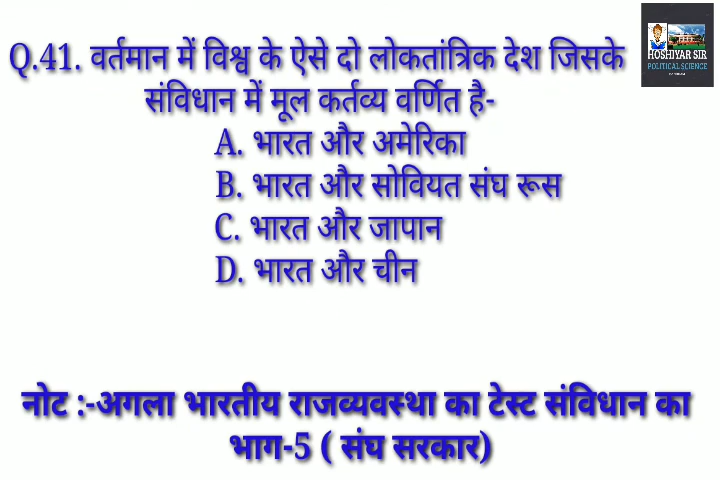 Q.41. वर्तमान में विश्व के ऐसे दो लोकतांत्रिक देश जिसके
संविधान में मूल कर्तव्य वर्णित है-
A. भारत और अमेरिका
B. भारत और सोवियत संघ रूस
C. भारत और जापान
D. भारत और चीन
नोट :-अगला भारतीय राजव्यवस्था का टेस्ट संविधान का
भाग-5 ( संघ सरकार)
HOSHIYAR SIR
POLITICAL SCIENCE